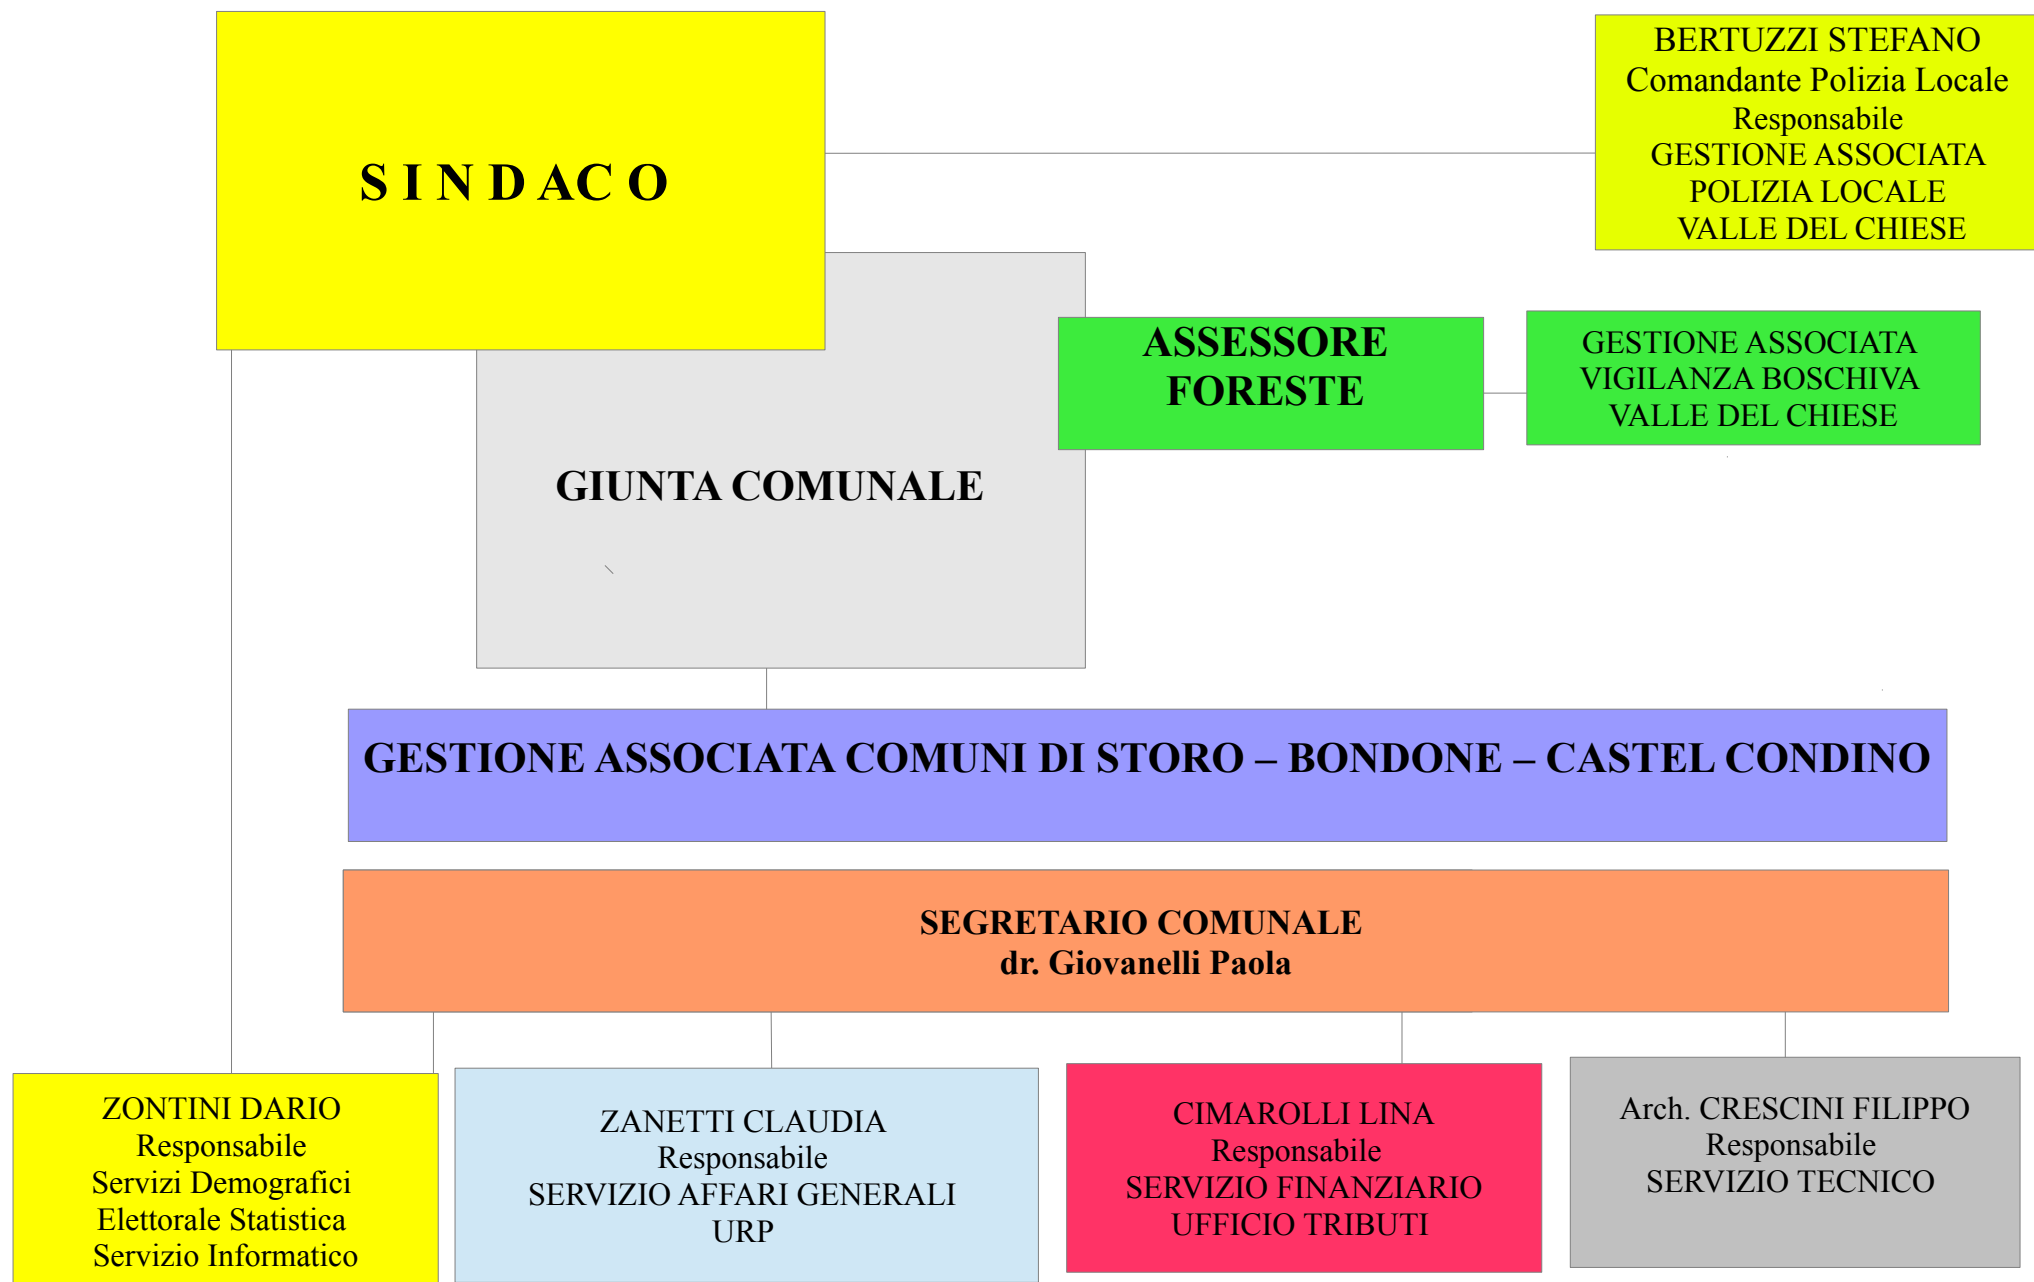 S I N D A C O
BERTUZZI STEFANO
Comandante Polizia Locale
Responsabile
GESTIONE ASSOCIATA
POLIZIA LOCALE
VALLE DEL CHIESE
ASSESSORE
FORESTE
GESTIONE ASSOCIATA
VIGILANZA BOSCHIVA
VALLE DEL CHIESE
GIUNTA COMUNALE
GESTIONE ASSOCIATA COMUNI DI STORO – BONDONE – CASTEL CONDINO
SEGRETARIO COMUNALE
dr. Giovanelli Paola
ZONTINI DARIO
Responsabile
Servizi Demografici
Elettorale Statistica
Servizio Informatico
ZANETTI CLAUDIA
Responsabile
SERVIZIO AFFARI GENERALI
URP
CIMAROLLI LINA
Responsabile
SERVIZIO FINANZIARIO
UFFICIO TRIBUTI
Arch. CRESCINI FILIPPO
Responsabile
SERVIZIO TECNICO